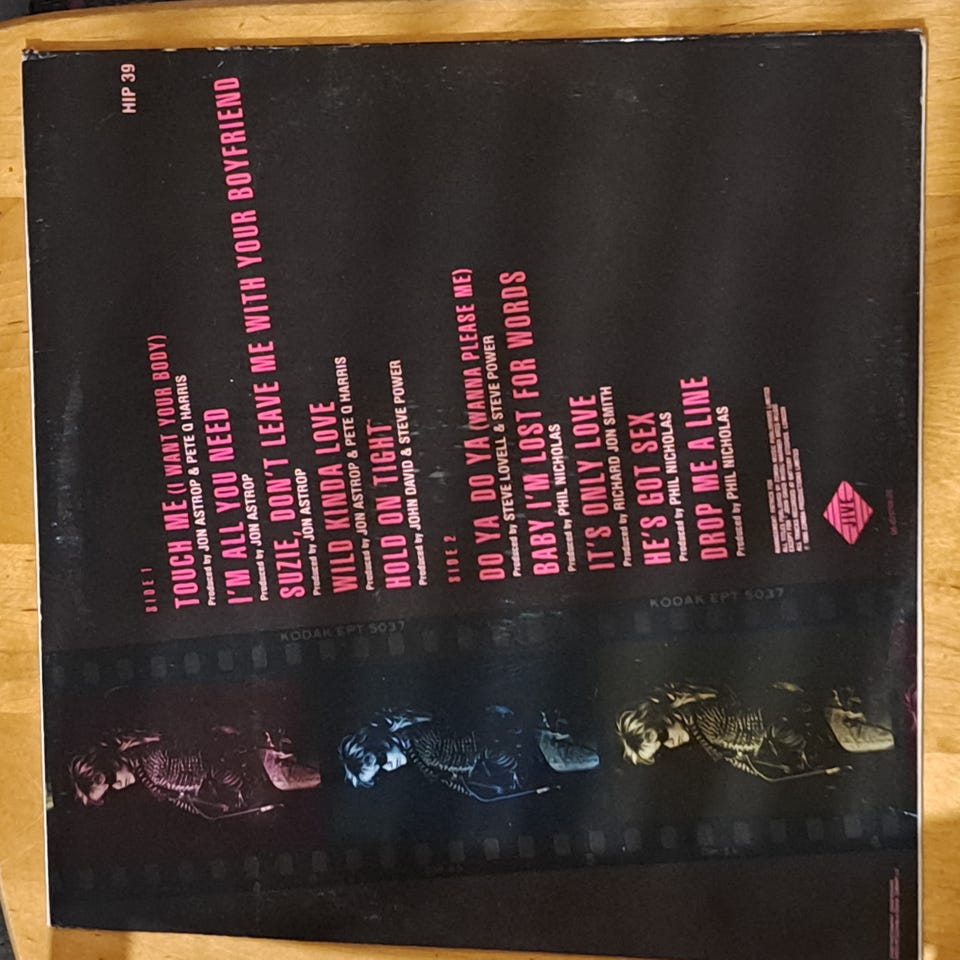 HIP 39
SIDE 1
TOUCH ME (I WANT YOUR BODY)
Produced by JON ASTROP & PETE Q HARRIS
I'M ALL YOU NEED
Produced by JON ASTROP
SUZIE, DON'T LEAVE ME WITH YOUR BOYFRIEND
Produced by JON ASTROP
WILD KINDA LOVE
Produced by JON ASTROP & PETE Q HARRIS
HOLD ON TIGHT
Produced by JOHN DAVID & STEVE POWER
SIDE 2
DO YA DO YA (WANNA PLEASE ME)
Produced by STEVE LOVELL & STEVE POWER
BABY I'M LOST FOR WORDS
Produced by PHIL NICHOLAS
IT'S ONLY LOVE
Produced by RICHARD JON SMITH
HE'S GOT SEX
Produced by PHIL NICHOLAS
DROP ME A LINE
Produced by PHIL NICHOLAS
JIVE
KODAK EPT 5037
KODAK EPT 5037